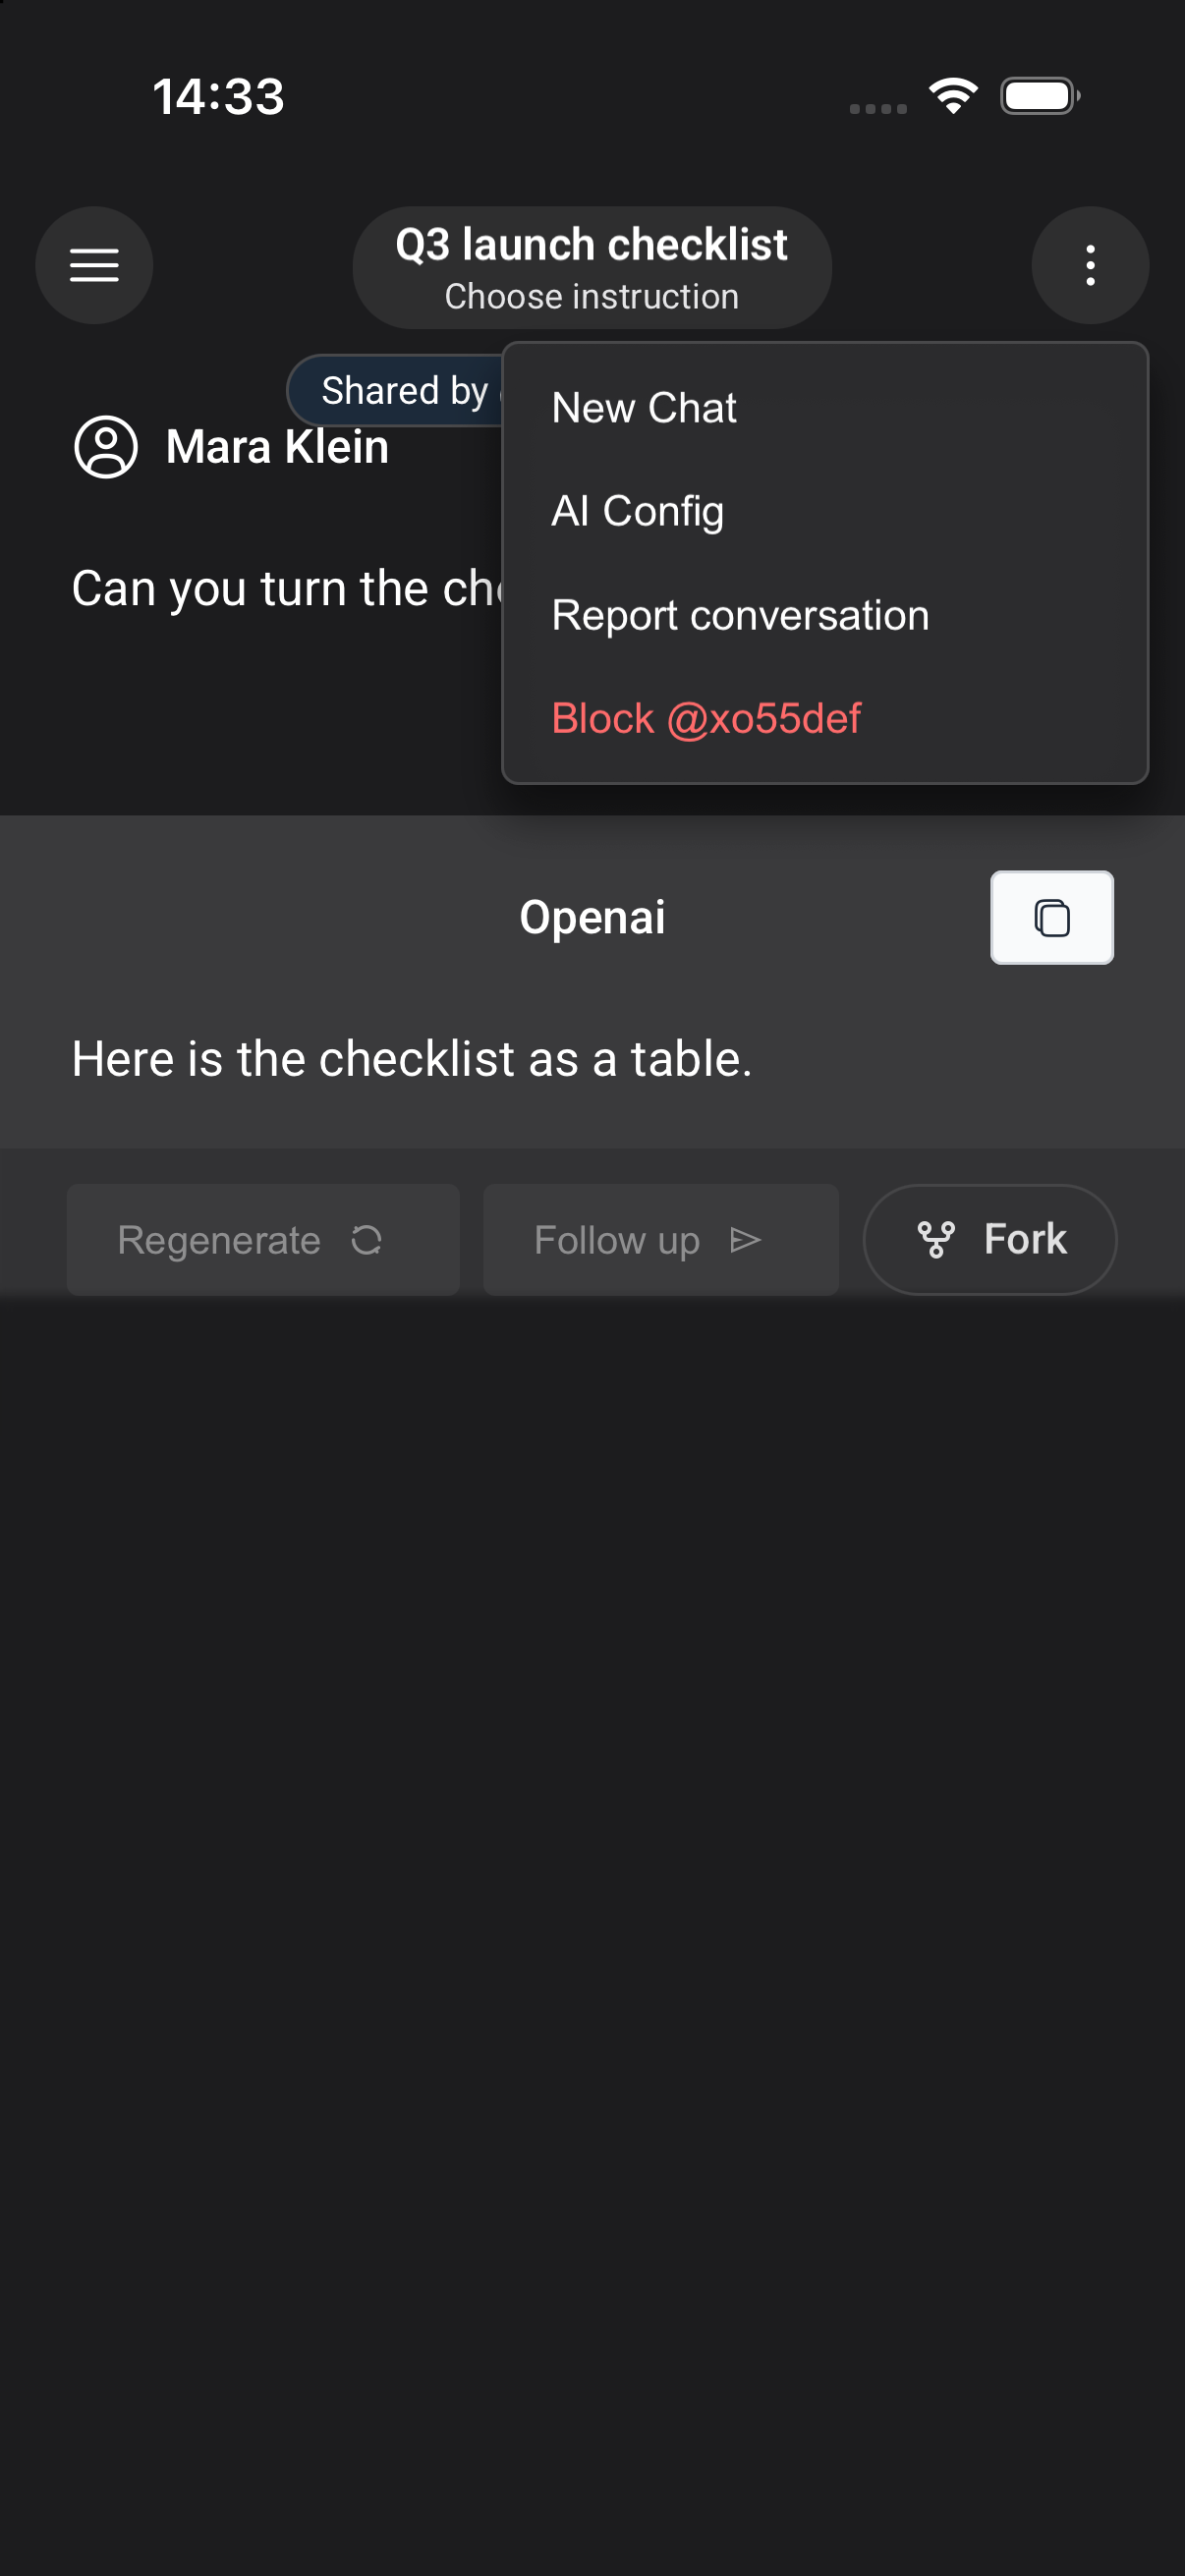 14:33
Q3 launch checklist
Choose instruction
Shared by
Mara Klein
New Chat
AI Config
Report conversation
Block @xo55def
Can you turn the
Openai
Here is the checklist as a table.
Regenerate
Follow up
Fork